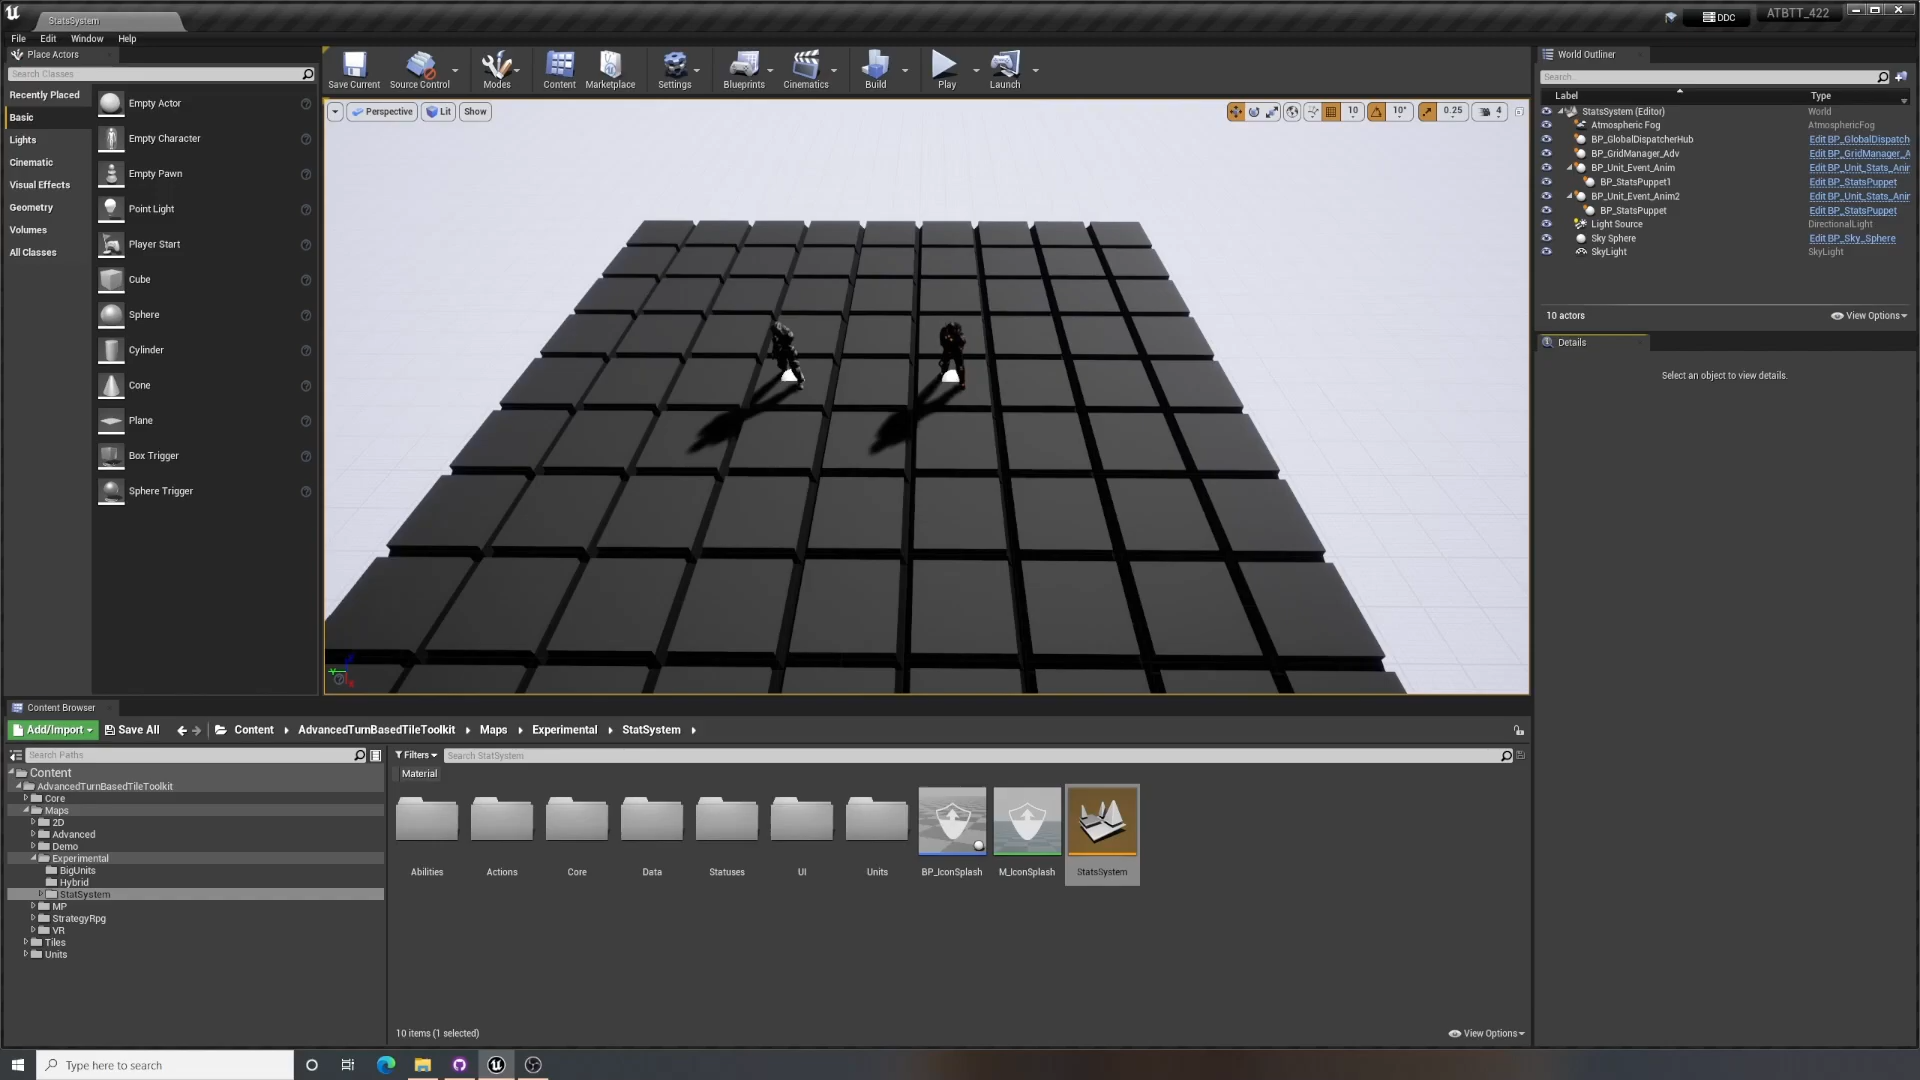 StatsSystem
DDC
ATBTT_422
File Edit Window Help
Place Actors
Search Classes
Recently Placed
Basic
Lights
Cinematic
Visual Effects
Geometry
Volumes
All Classes
Empty Actor
Empty Character
Empty Pawn
Point Light
Player Start
Cube
Sphere
Cylinder
Cone
Plane
Box Trigger
Sphere Trigger
Save Current
Source Control
Modes
Content
Marketplace
Settings
Blueprints
Cinematics
Build
Play
Launch
Perspective
Lit
Show
10
10°
0.25
4
World Outliner
Search..
Label Type
StatsSystem (Editor) World
Atmospheric Fog AtmosphericFog
BP_GlobalDispatcherHub Edit BP_GlobalDispatch
BP_GridManager_Adv Edit BP_GridManager_A
BP_Unit_Event_Anim Edit BP_Unit_Stats_Anir
BP_StatsPuppet1 Edit BP_StatsPuppet
BP_Unit_Event_Anim2 Edit BP_Unit_Stats_Anir
BP_StatsPuppet Edit BP_StatsPuppet
Light Source DirectionalLight
Sky Sphere Edit BP_Sky_Sphere
SkyLight SkyLight
10 actors
View Options
Details
Select an object to view details.
Content Browser
Add/Import
Save All
Content
AdvancedTurnBasedTileToolkit
Maps
Experimental
StatSystem
Search Paths
Filters
Search StatSystem
Material
Content
AdvancedTurnBasedTileToolkit
Core
Maps
2D
Advanced
Demo
Experimental
BigUnits
Hybrid
StatSystem
MP
StrategyRpg
VR
Tiles
Units
Abilities
Actions
Core
Data
Statuses
UI
Units
BP_IconSplash
M_IconSplash
StatsSystem
10 items (1 selected)
View Options
Type here to search